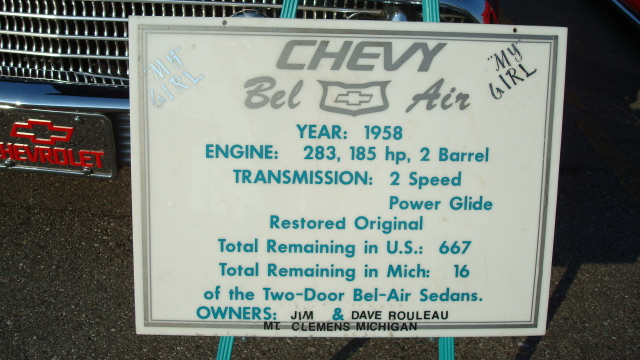 CHEVY
Bel Air
"MY" GIRL
"MY" GIRL
YEAR: 1958
ENGINE: 283, 185 hp, 2 Barrel
TRANSMISSION: 2 Speed
Power Glide
Restored Original
Total Remaining in U.S.: 667
Total Remaining in Mich: 16
of the Two-Door Bel-Air Sedans.
OWNERS: JIM & DAVE ROULEAU
MT. CLEMENS MICHIGAN
CHEVROLET